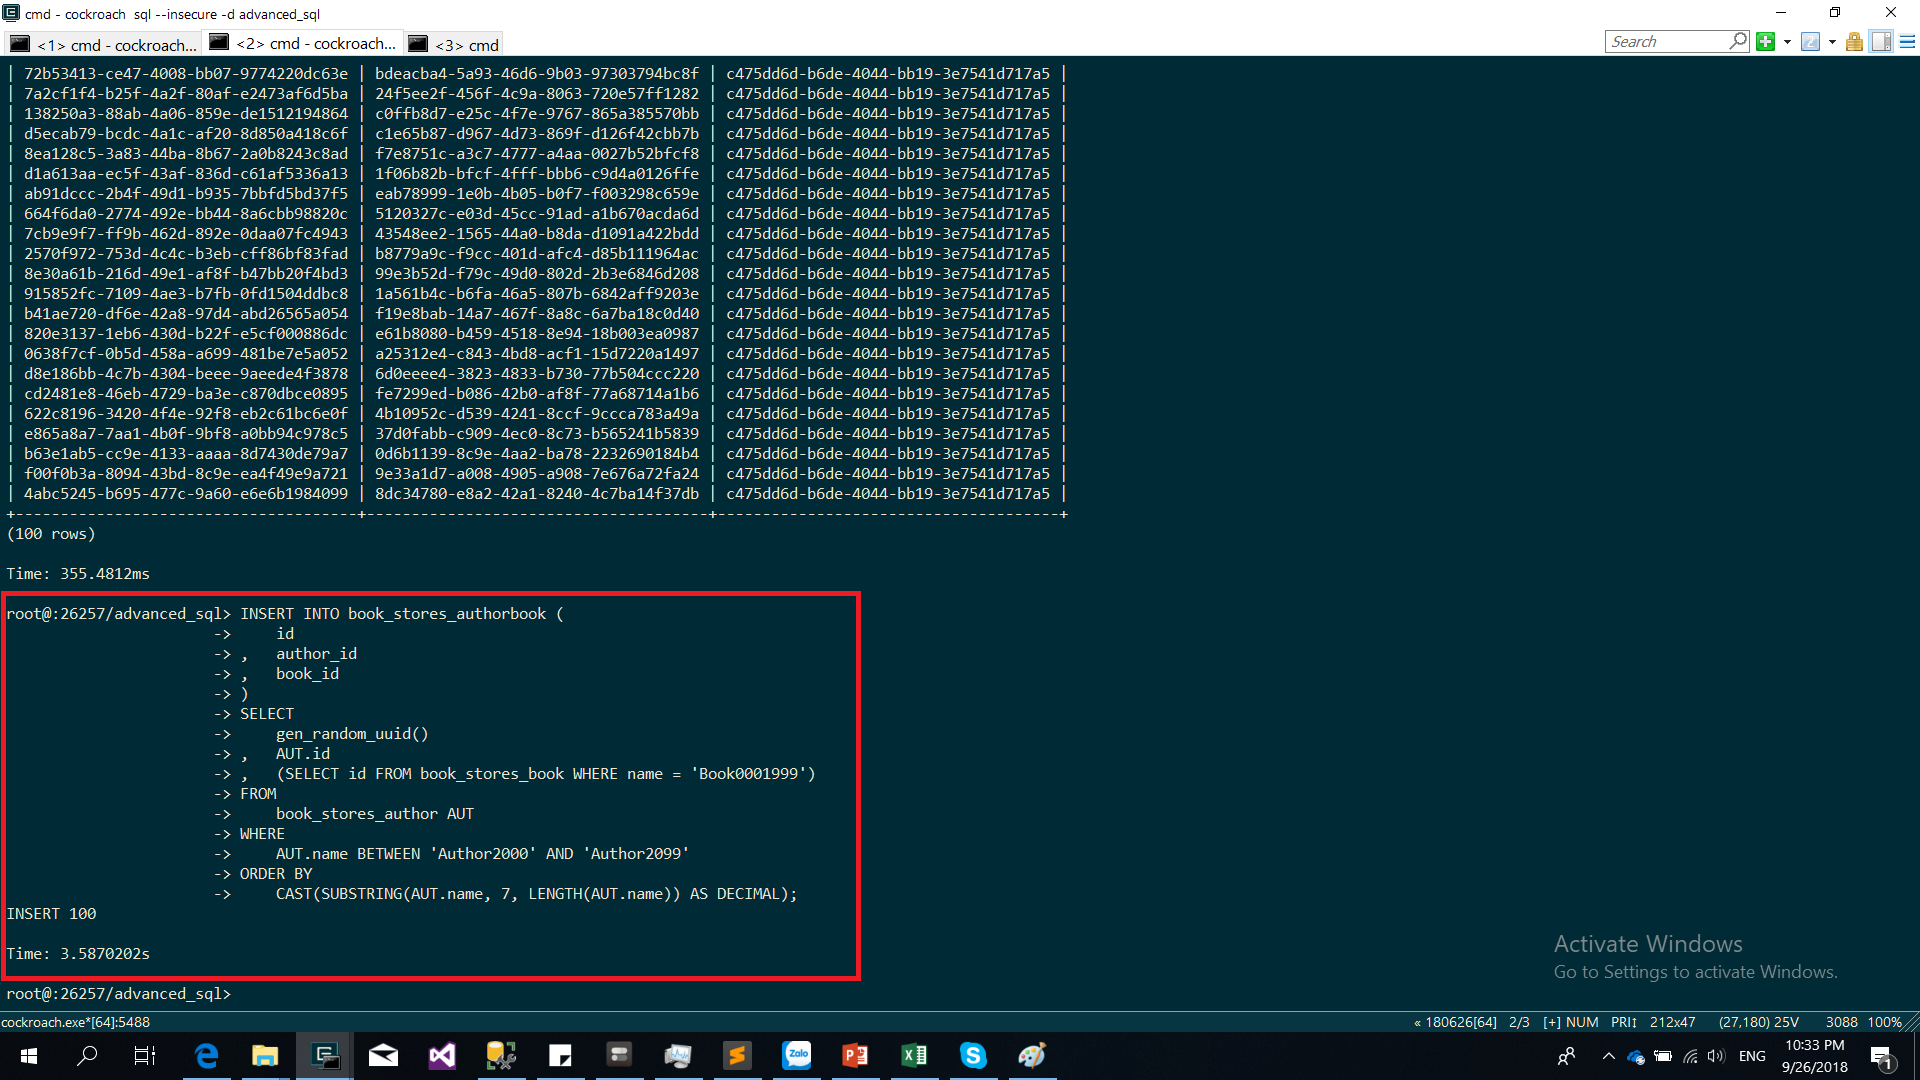 cmd - cockroach  sql --insecure -d advanced_sql
<1> cmd - cockroach... <2> cmd - cockroach... <3> cmd Search
| 72b53413-ce47-4008-bb07-9774220dc63e | bdeacba4-5a93-46d6-9b03-97303794bc8f | c475dd6d-b6de-4044-bb19-3e7541d717a5 |
| 7a2cf1f4-b25f-4a2f-80af-e2473af6d5ba | 24f5ee2f-456f-4c9a-8063-720e57ff1282 | c475dd6d-b6de-4044-bb19-3e7541d717a5 |
| 138250a3-88ab-4a06-859e-de1512194864 | c0ffb8d7-e25c-4f7e-9767-865a385570bb | c475dd6d-b6de-4044-bb19-3e7541d717a5 |
| d5ecab79-bcdc-4a1c-af20-8d850a418c6f | c1e65b87-d967-4d73-869f-d126f42cbb7b | c475dd6d-b6de-4044-bb19-3e7541d717a5 |
| 8ea128c5-3a83-44ba-8b67-2a0b8243c8ad | f7e8751c-a3c7-4777-a4aa-0027b52bfcf8 | c475dd6d-b6de-4044-bb19-3e7541d717a5 |
| d1a613aa-ec5f-43af-836d-c61af5336a13 | 1f06b82b-bfcf-4fff-bbb6-c9d4a0126ffe | c475dd6d-b6de-4044-bb19-3e7541d717a5 |
| ab91dccc-2b4f-49d1-b935-7bbfd5bd37f5 | eab78999-1e0b-4b05-b0f7-f003298c659e | c475dd6d-b6de-4044-bb19-3e7541d717a5 |
| 664f6da0-2774-492e-bb44-8a6cbb98820c | 5120327c-e03d-45cc-91ad-a1b670acda6d | c475dd6d-b6de-4044-bb19-3e7541d717a5 |
| 7cb9e9f7-ff9b-462d-892e-0daa07fc4943 | 43548ee2-1565-44a0-b8da-d1091a422bdd | c475dd6d-b6de-4044-bb19-3e7541d717a5 |
| 2570f972-753d-4c4c-b3eb-cff86bf83fad | b8779a9c-f9cc-401d-afc4-d85b111964ac | c475dd6d-b6de-4044-bb19-3e7541d717a5 |
| 8e30a61b-216d-49e1-af8f-b47bb20f4bd3 | 99e3b52d-f79c-49d0-802d-2b3e6846d208 | c475dd6d-b6de-4044-bb19-3e7541d717a5 |
| 915852fc-7109-4ae3-b7fb-0fd1504ddbc8 | 1a561b4c-b6fa-46a5-807b-6842aff9203e | c475dd6d-b6de-4044-bb19-3e7541d717a5 |
| b41ae720-df6e-42a8-97d4-abd26565a054 | f19e8bab-14a7-467f-8a8c-6a7ba18c0d40 | c475dd6d-b6de-4044-bb19-3e7541d717a5 |
| 820e3137-1eb6-430d-b22f-e5cf000886dc | e61b8080-b459-4518-8e94-18b003ea0987 | c475dd6d-b6de-4044-bb19-3e7541d717a5 |
| 0638f7cf-0b5d-458a-a699-481be7e5a052 | a25312e4-c843-4bd8-acf1-15d7220a1497 | c475dd6d-b6de-4044-bb19-3e7541d717a5 |
| d8e186bb-4c7b-4304-beee-9aeede4f3878 | 6d0eeee4-3823-4833-b730-77b504ccc220 | c475dd6d-b6de-4044-bb19-3e7541d717a5 |
| cd2481e8-46eb-4729-ba3e-c870dbce0895 | fe7299ed-b086-42b0-af8f-77a68714a1b6 | c475dd6d-b6de-4044-bb19-3e7541d717a5 |
| 622c8196-3420-4f4e-92f8-eb2c61bc6e0f | 4b10952c-d539-4241-8ccf-9ccca783a49a | c475dd6d-b6de-4044-bb19-3e7541d717a5 |
| e865a8a7-7aa1-4b0f-9bf8-a0bb94c978c5 | 37d0fabb-c909-4ec0-8c73-b565241b5839 | c475dd6d-b6de-4044-bb19-3e7541d717a5 |
| b63e1ab5-cc9e-4133-aaaa-8d7430de79a7 | 0d6b1139-8c9e-4aa2-ba78-2232690184b4 | c475dd6d-b6de-4044-bb19-3e7541d717a5 |
| f00f0b3a-8094-43bd-8c9e-ea4f49e9a721 | 9e33a1d7-a008-4905-a908-7e676a72fa24 | c475dd6d-b6de-4044-bb19-3e7541d717a5 |
| 4abc5245-b695-477c-9a60-e6e6b1984099 | 8dc34780-e8a2-42a1-8240-4c7ba14f37db | c475dd6d-b6de-4044-bb19-3e7541d717a5 |
+--------------------------------------+--------------------------------------+--------------------------------------+
(100 rows)
Time: 355.4812ms
root@:26257/advanced_sql> INSERT INTO book_stores_authorbook (
                       ->     id
                       -> ,   author_id
                       -> ,   book_id
                       -> )
                       -> SELECT
                       ->     gen_random_uuid()
                       -> ,   AUT.id
                       -> ,   (SELECT id FROM book_stores_book WHERE name = 'Book0001999')
                       -> FROM
                       ->     book_stores_author AUT
                       -> WHERE
                       ->     AUT.name BETWEEN 'Author2000' AND 'Author2099'
                       -> ORDER BY
                       ->     CAST(SUBSTRING(AUT.name, 7, LENGTH(AUT.name)) AS DECIMAL);
INSERT 100
Time: 3.5870202s
root@:26257/advanced_sql>
Activate Windows
Go to Settings to activate Windows.
cockroach.exe*[64]:5488 « 180626[64] 2/3 [+] NUM PRI↕ 212x47 (27,180) 25V 3088 100%
Zalo ENG 10:33 PM
9/26/2018 1